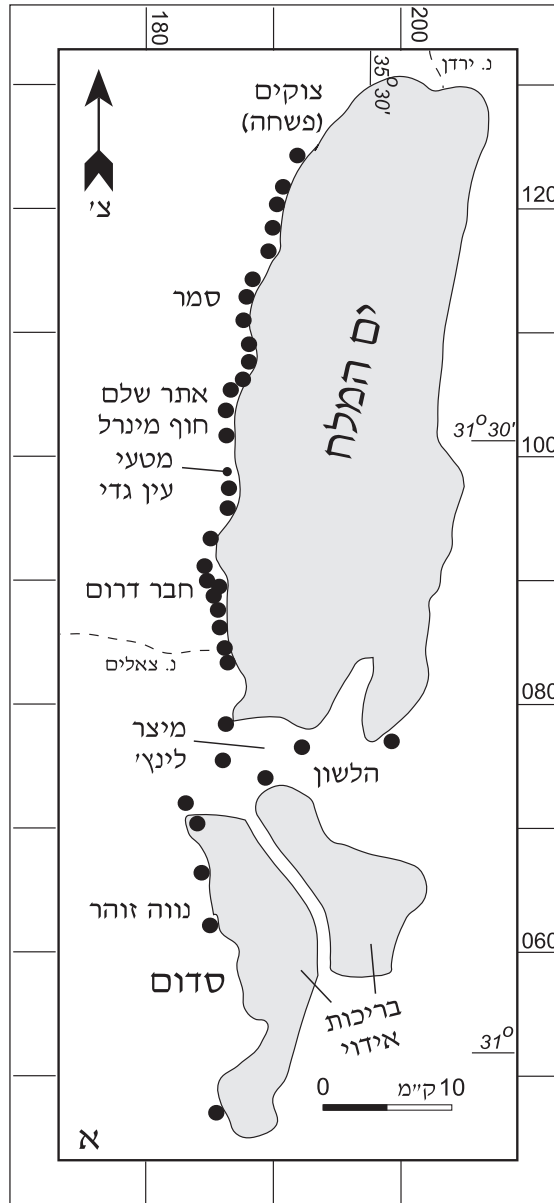 180
200
35° 30'
נ. ירדן
צוקים
(פשחה)
צ'
120
סמר
ים המלח
אתר שלם
חוף מינרל
31° 30'
100
מטעי
עין גדי
חבר דרום
נ. צאלים
080
מיצר
לינץ'
הלשון
נווה זוהר
060
סדום
בריכות
אידוי
31°
0 ק"מ 10
א